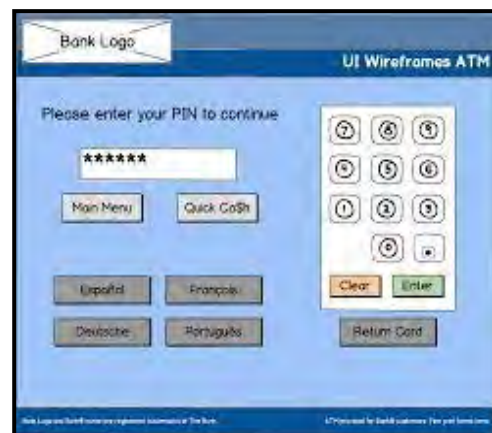 Bank Logo
UI Wireframes ATM
Please enter your PIN to continue
******
Main Menu
Quick Ca$h
Español
Français
Deutsche
Português
7 8 9
4 5 6
1 2 3
0 .
Clear
Enter
Return Card